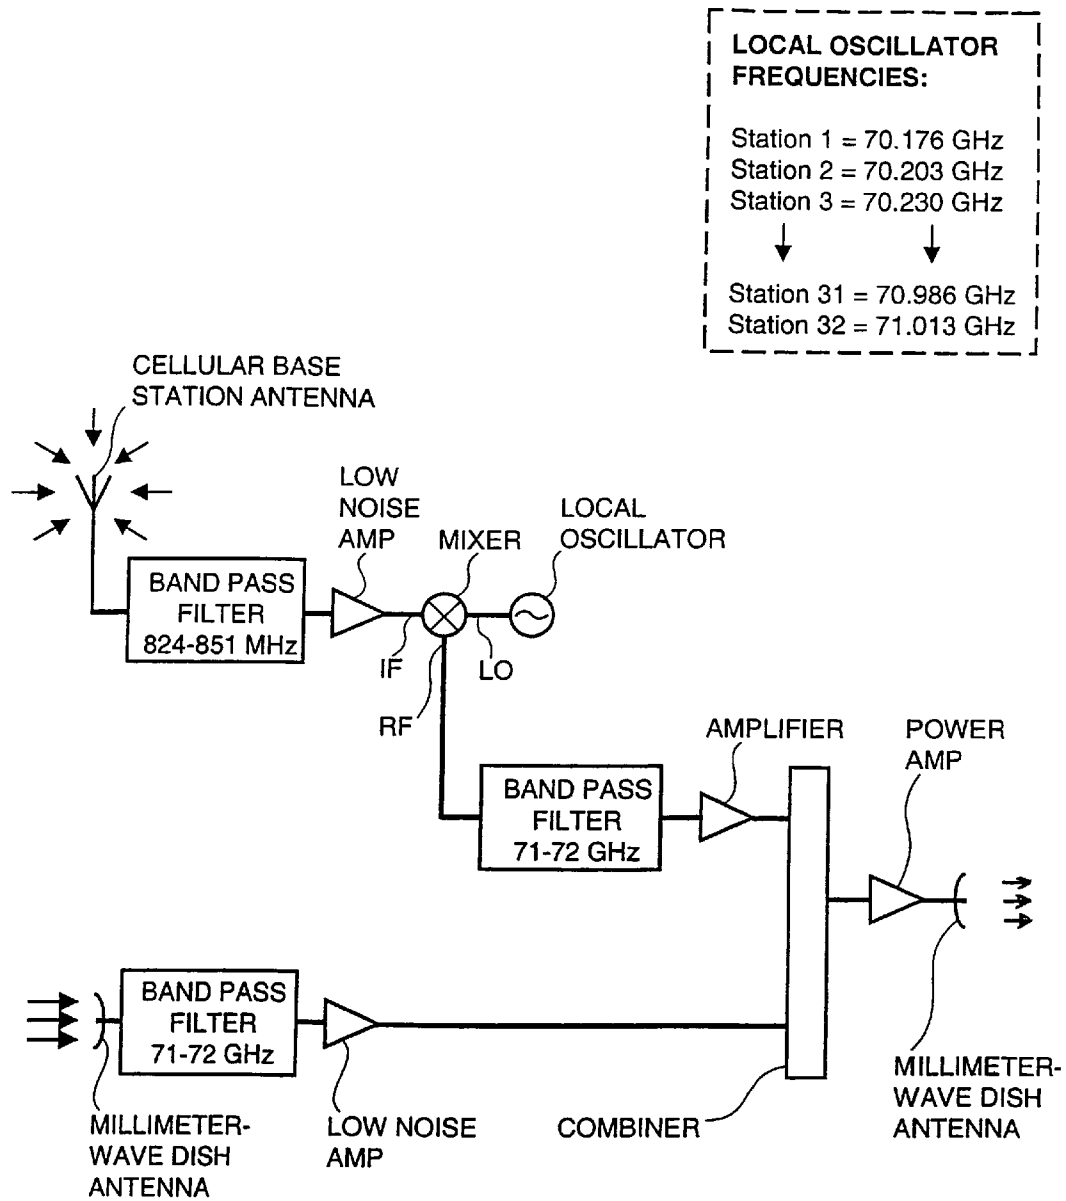 LOCAL OSCILLATOR
FREQUENCIES:
Station 1 = 70.176 GHz
Station 2 = 70.203 GHz
Station 3 = 70.230 GHz
Station 31 = 70.986 GHz
Station 32 = 71.013 GHz
CELLULAR BASE
STATION ANTENNA
LOW
NOISE
AMP
MIXER
LOCAL
OSCILLATOR
BAND PASS
FILTER
824-851 MHz
IF
LO
RF
AMPLIFIER
POWER
AMP
BAND PASS
FILTER
71-72 GHz
BAND PASS
FILTER
71-72 GHz
MILLIMETER-
WAVE DISH
ANTENNA
LOW NOISE
AMP
COMBINER
MILLIMETER-
WAVE DISH
ANTENNA